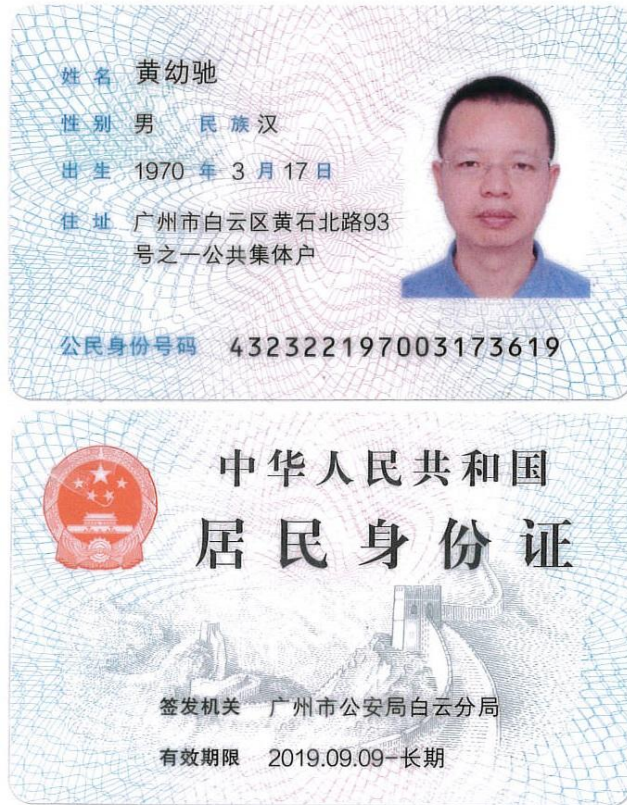 姓名 黄幼驰
性别 男 民族 汉
出生 1970 年 3 月 17 日
住址 广州市白云区黄石北路93
号之一公共集体户
公民身份号码 432322197003173619
中华人民共和国
居民身份证
签发机关 广州市公安局白云分局
有效期限 2019.09.09-长期